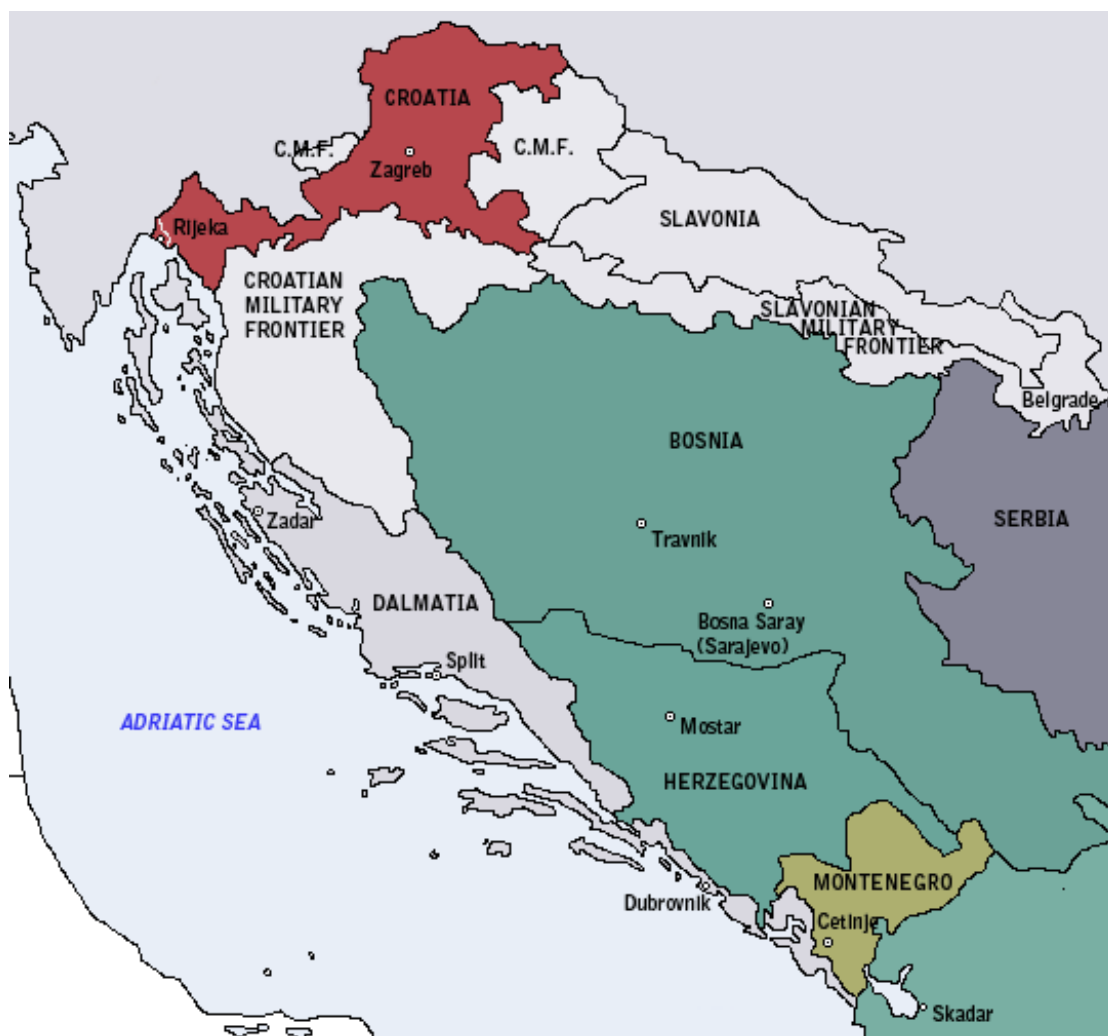 CROATIA
C.M.F.
C.M.F.
Zagreb
Rijeka
SLAVONIA
CROATIAN
MILITARY
FRONTIER
SLAVONIAN
MILITARY
FRONTIER
Belgrade
BOSNIA
Zadar
Travnik
SERBIA
DALMATIA
Bosna Saray
(Sarajevo)
Split
ADRIATIC SEA
Mostar
HERZEGOVINA
MONTENEGRO
Dubrovnik
Cetinje
Skadar